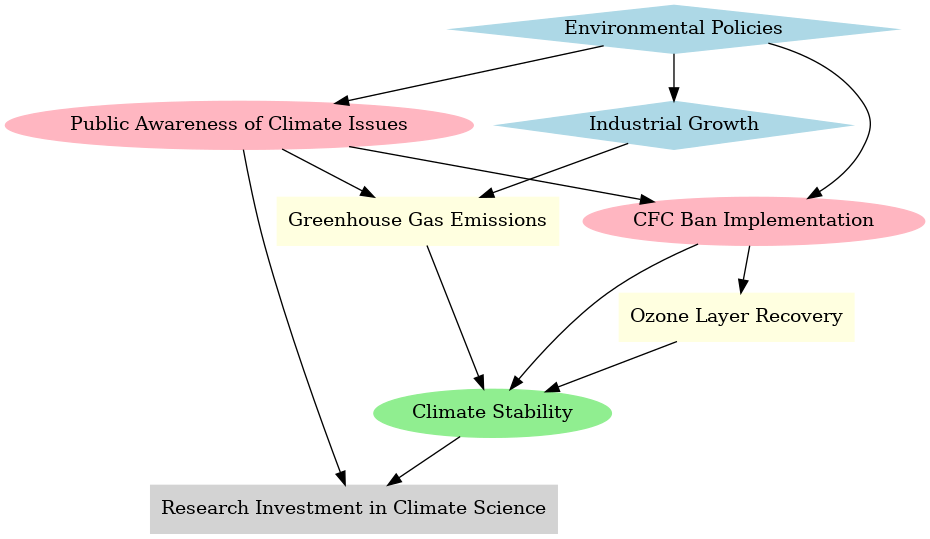 Environmental Policies
Public Awareness of Climate Issues
Industrial Growth
Greenhouse Gas Emissions
CFC Ban Implementation
Ozone Layer Recovery
Climate Stability
Research Investment in Climate Science